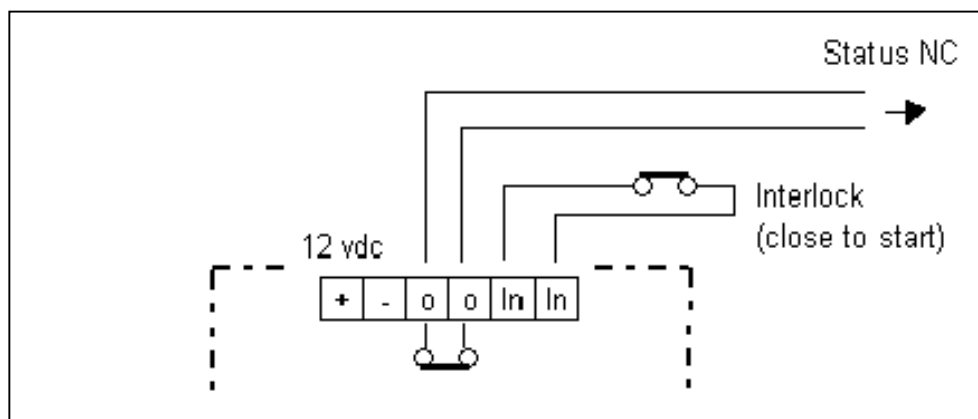 Status NC
Interlock
(close to start)
12 vdc
+ - o o In In